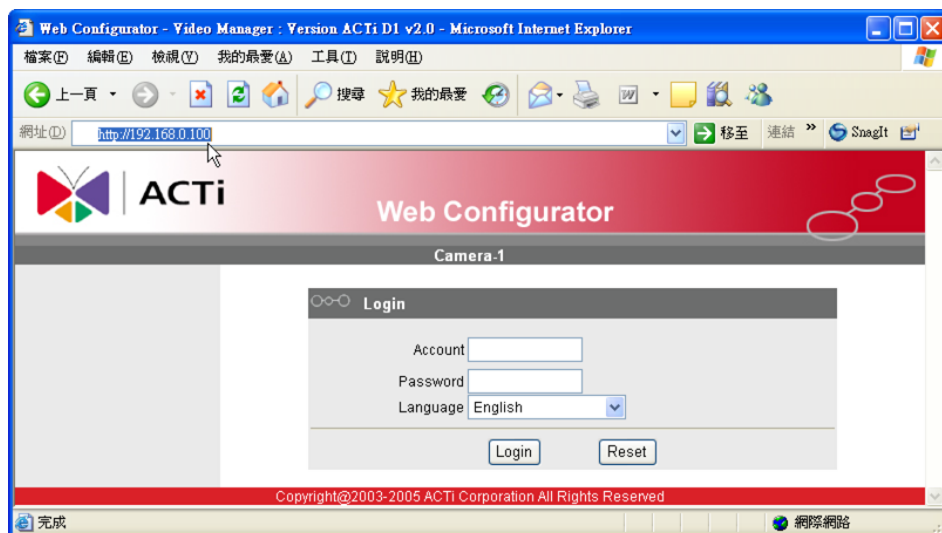 Web Configurator - Video Manager : Version ACTi D1 v2.0 - Microsoft Internet Explorer
檔案(F) 編輯(E) 檢視(V) 我的最愛(A) 工具(T) 說明(H)
上一頁 搜尋 我的最愛 W
網址(D) http://192.168.0.100 移至 連結 » SnagIt
ACTi
Web Configurator
Camera-1
Login
Account
Password
Language English
Login Reset
Copyright@2003-2005 ACTi Corporation All Rights Reserved
完成 網際網路